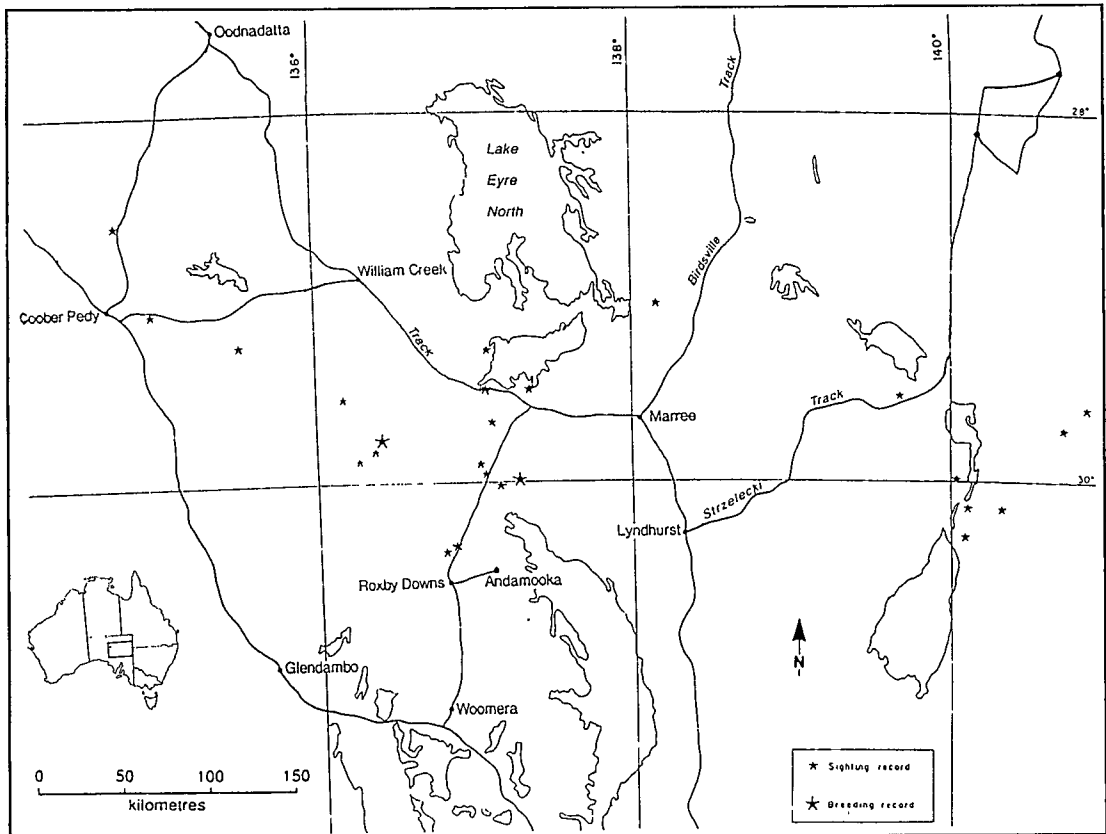 Oodnadatta
136°
138°
Track
140°
28°
Lake
Eyre
North
Birdsville
William Creek
Coober Pedy
Track
Track
Marree
30°
Strzelecki
Lyndhurst
Roxby Downs
Andamooka
N
Glendambo
Woomera
0 50 100 150
kilometres
Sighting record
Breeding record